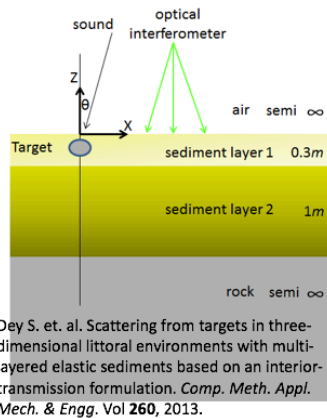 sound
optical
interferometer
Z
θ
X
air semi ∞
Target
sediment layer 1 0.3m
sediment layer 2 1m
rock semi ∞
Dey S. et. al. Scattering from targets in three-
dimensional littoral environments with multi-
layered elastic sediments based on an interior-
transmission formulation. Comp. Meth. Appl.
Mech. & Engg. Vol 260, 2013.